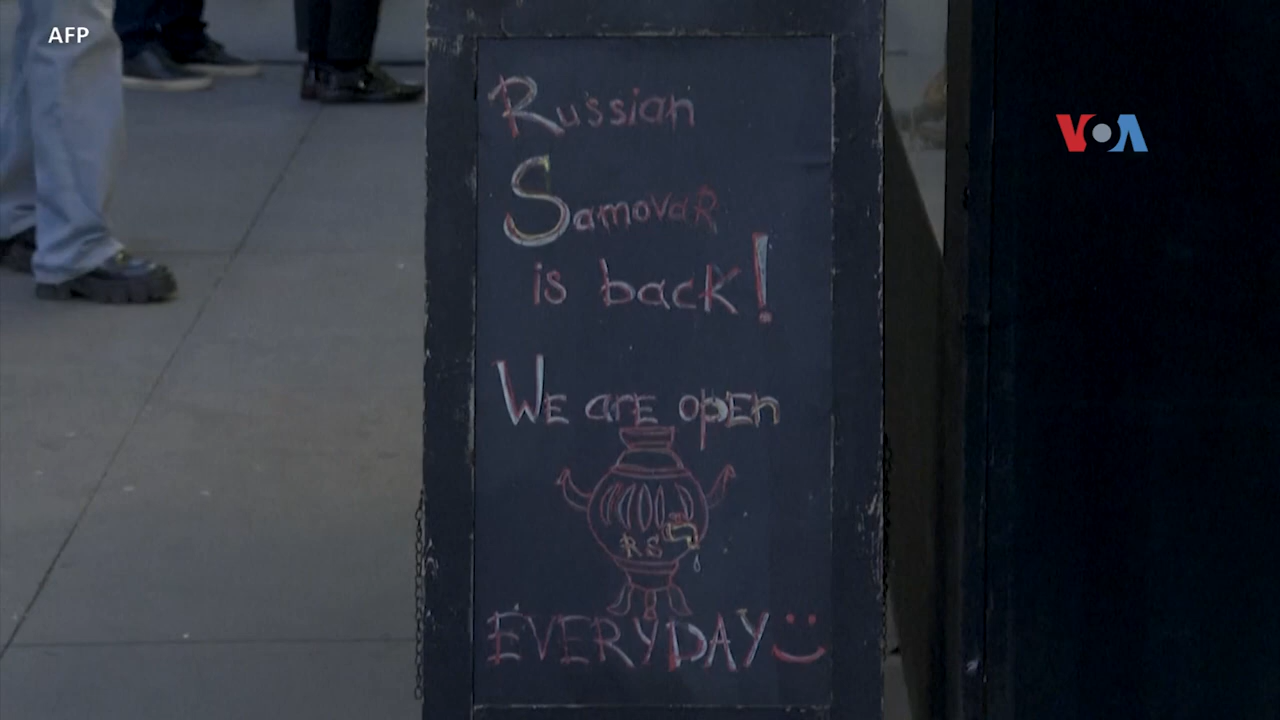 AFP
VOA
Russian
SamovaR
is back!
WE arE opEn
RS
EVERYDAY